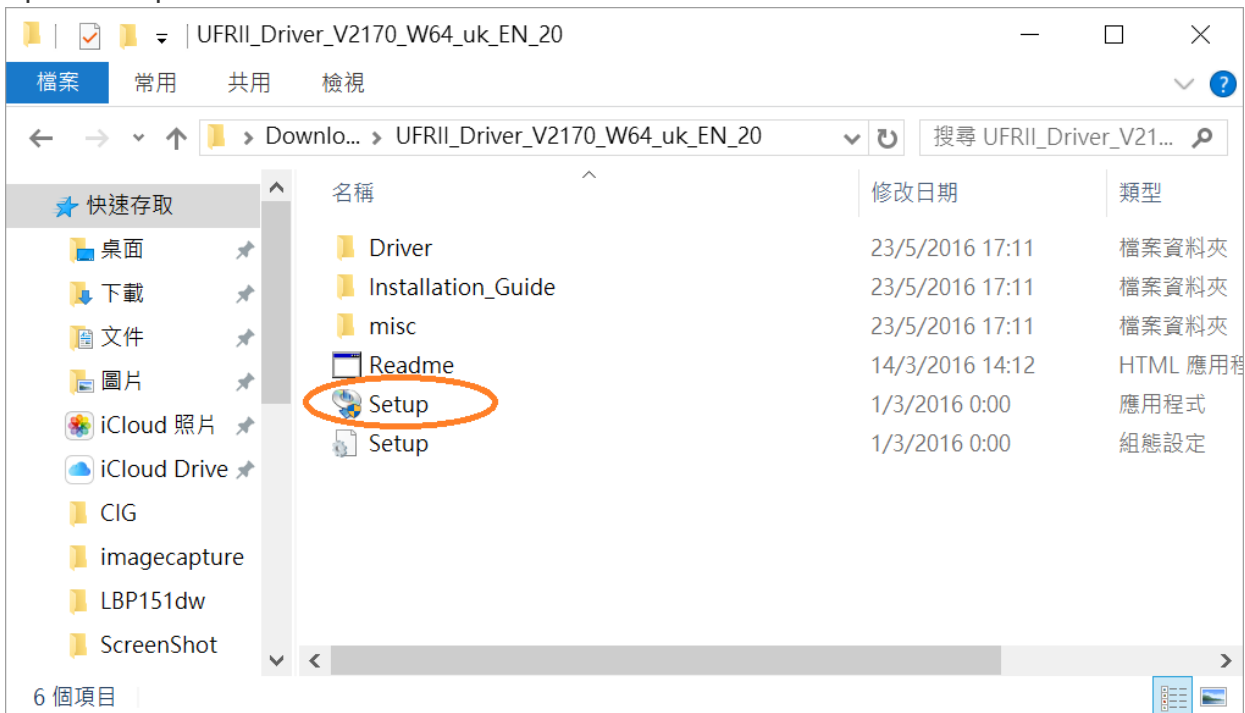 UFRII_Driver_V2170_W64_uk_EN_20
檔案 常用 共用 檢視
Downlo... > UFRII_Driver_V2170_W64_uk_EN_20 搜尋 UFRII_Driver_V21...
名稱 修改日期 類型
快速存取
桌面
下載
文件
圖片
iCloud 照片
iCloud Drive
CIG
imagecapture
LBP151dw
ScreenShot
Driver 23/5/2016 17:11 檔案資料夾
Installation_Guide 23/5/2016 17:11 檔案資料夾
misc 23/5/2016 17:11 檔案資料夾
Readme 14/3/2016 14:12 HTML 應用程
Setup 1/3/2016 0:00 應用程式
Setup 1/3/2016 0:00 組態設定
6 個項目